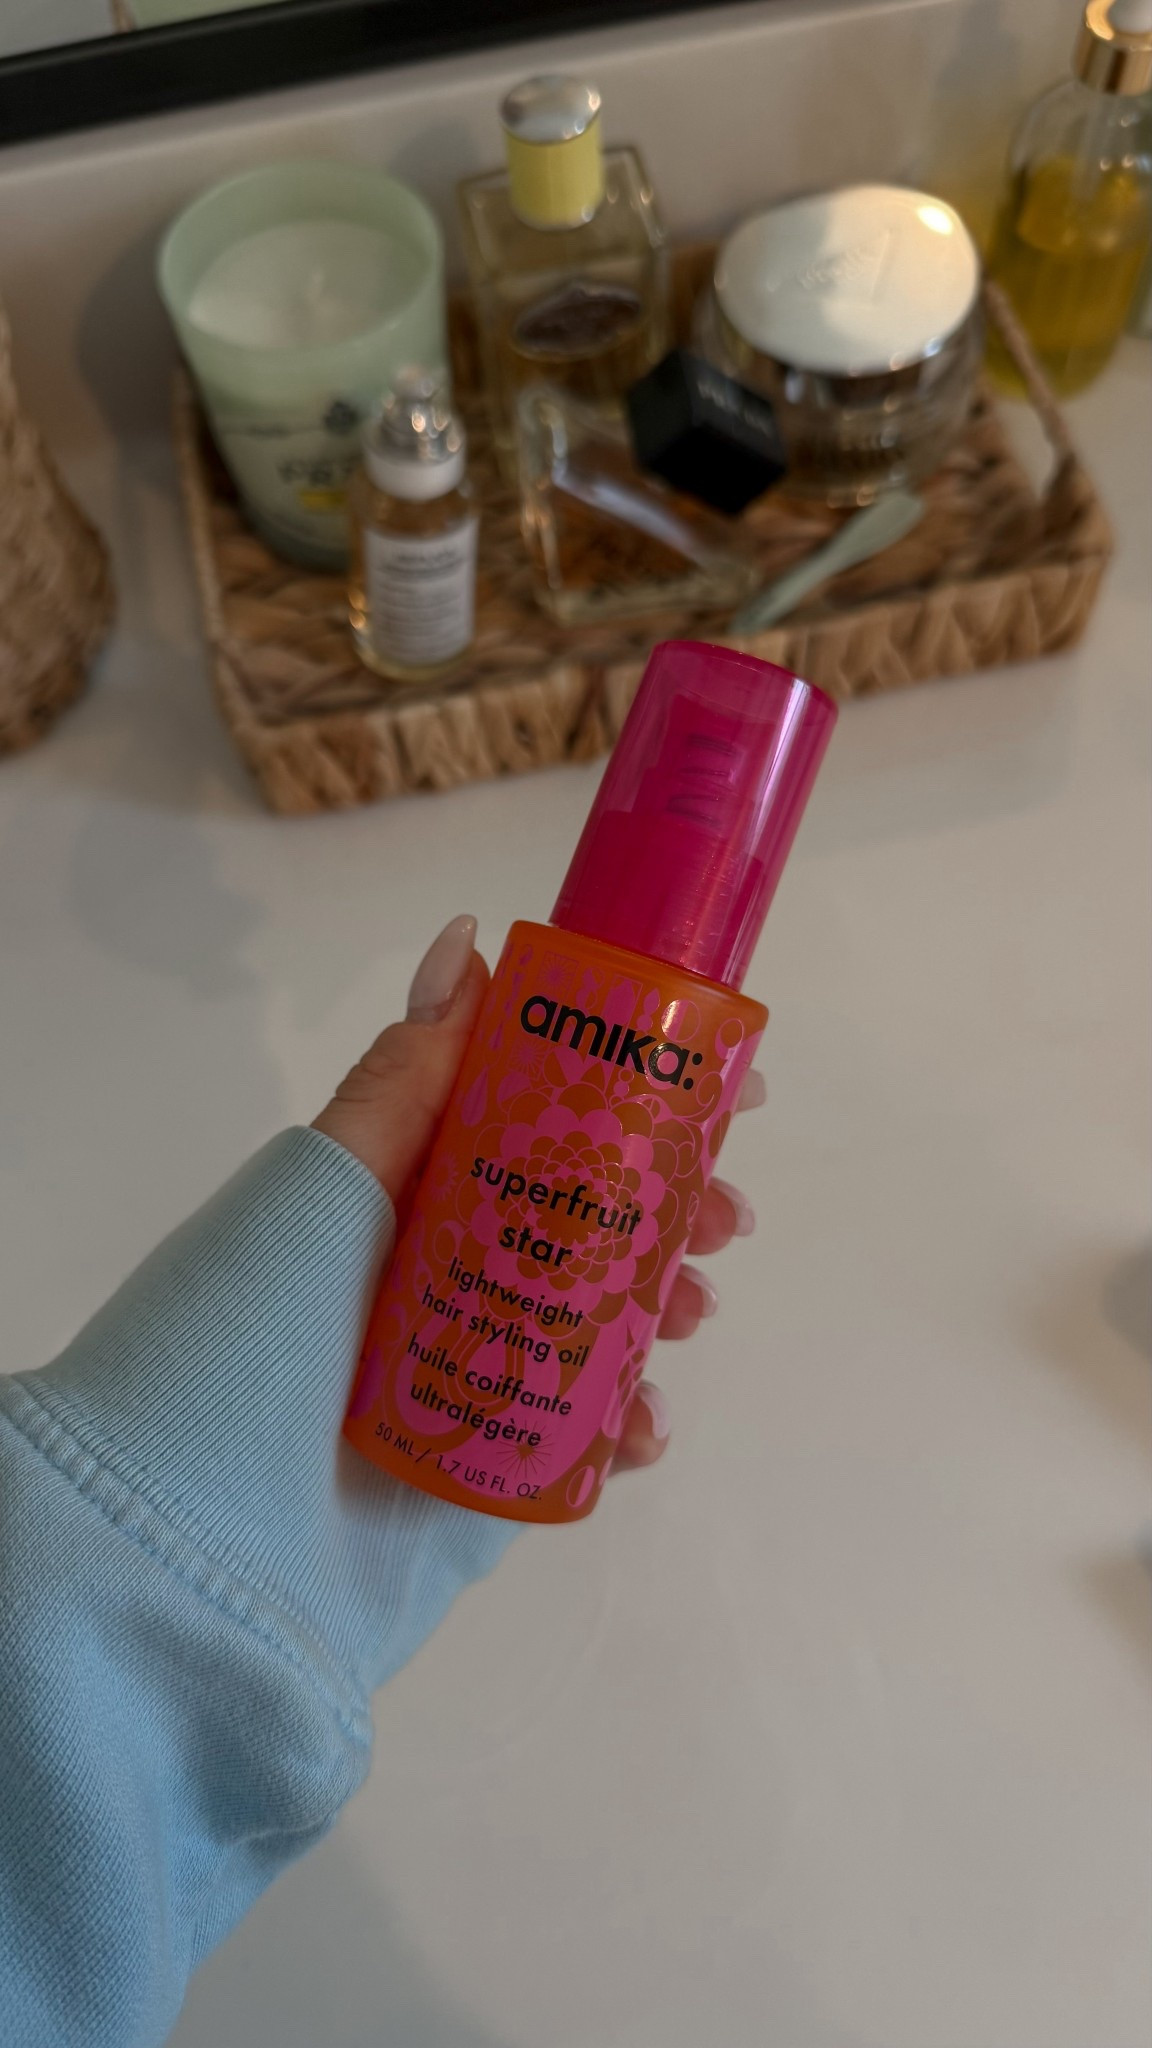 amika:
superfruit
star
lightweight
hair styling oil
huile coiffante
ultralégère
50 ML / 1.7 US FL. OZ.